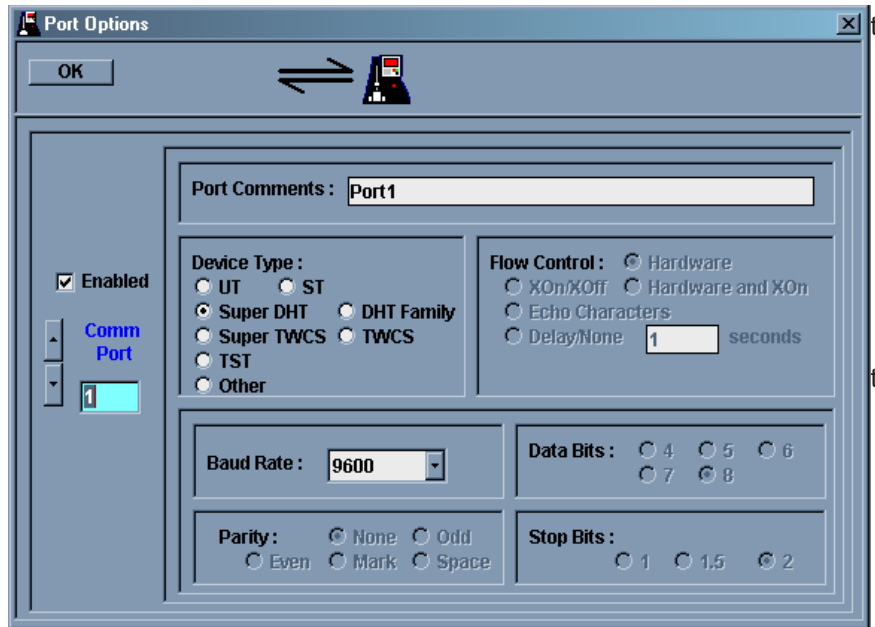 Port Options
t
OK
Port Comments : Port1
Device Type :
UT ST
Super DHT DHT Family
Super TWCS TWCS
TST
Other
Flow Control : Hardware
XOn/XOff Hardware and XOn
Echo Characters
Delay/None 1 seconds
Enabled
Comm
Port
1
t
Baud Rate : 9600
Data Bits : 4 5 6
7 8
Parity : None Odd
Even Mark Space
Stop Bits :
1 1.5 2